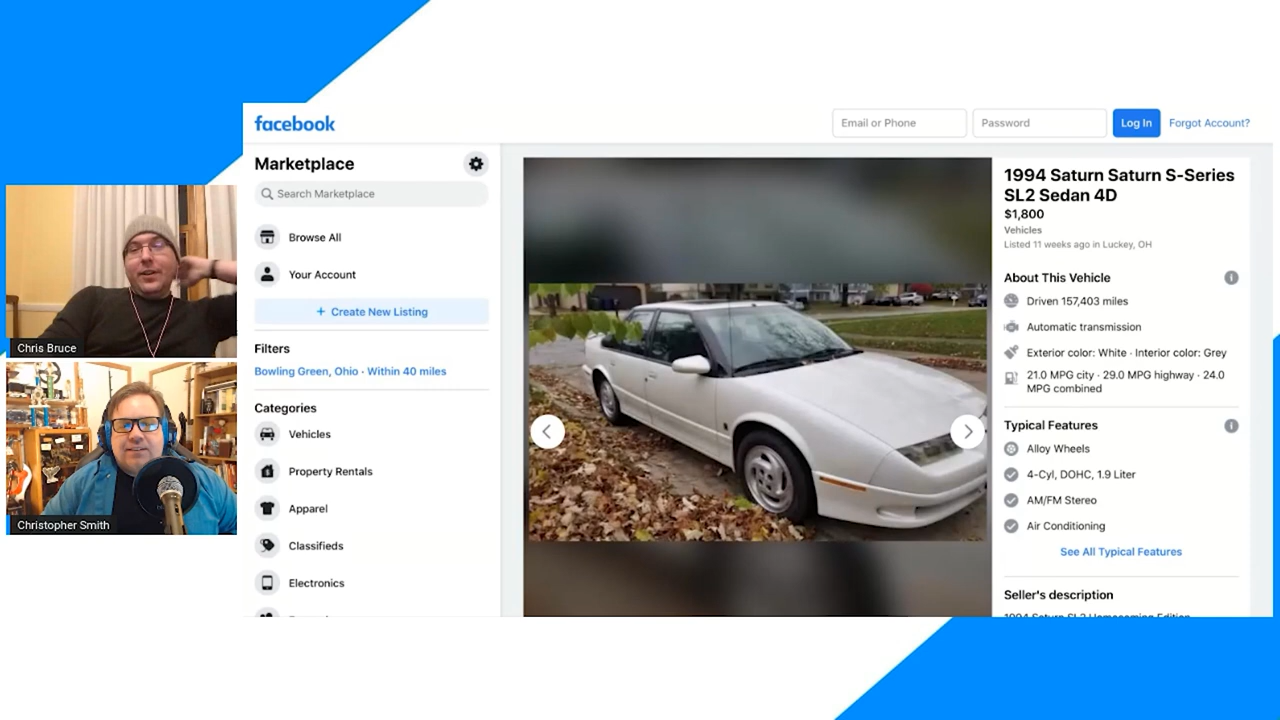 facebook
Email or Phone
Password
Log In
Forgot Account?
Marketplace
Search Marketplace
Browse All
Your Account
+ Create New Listing
Filters
Bowling Green, Ohio · Within 40 miles
Categories
Vehicles
Property Rentals
Apparel
Classifieds
Electronics
Chris Bruce
Christopher Smith
1994 Saturn Saturn S-Series
SL2 Sedan 4D
$1,800
Vehicles
Listed 11 weeks ago in Luckey, OH
About This Vehicle
Driven 157,403 miles
Automatic transmission
Exterior color: White · Interior color: Grey
21.0 MPG city · 29.0 MPG highway · 24.0
MPG combined
Typical Features
Alloy Wheels
4-Cyl, DOHC, 1.9 Liter
AM/FM Stereo
Air Conditioning
See All Typical Features
Seller's description
1994 Saturn SL2 Homecoming Edition